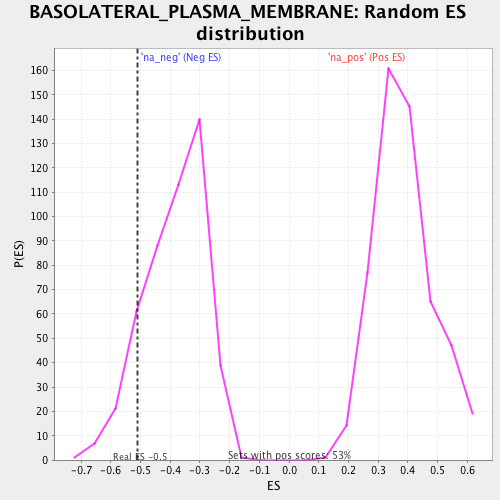 BASOLATERAL_PLASMA_MEMBRANE: Random ES
distribution
'na_neg' (Neg ES)
'na_pos' (Pos ES)
160
150
140
130
120
110
100
90
80
70
60
50
40
30
20
10
0
P(ES)
Real ES -0.5
Sets with pos scores: 53%
-0.7 -0.6 -0.5 -0.4 -0.3 -0.2 -0.1 0.0 0.1 0.2 0.3 0.4 0.5 0.6
ES